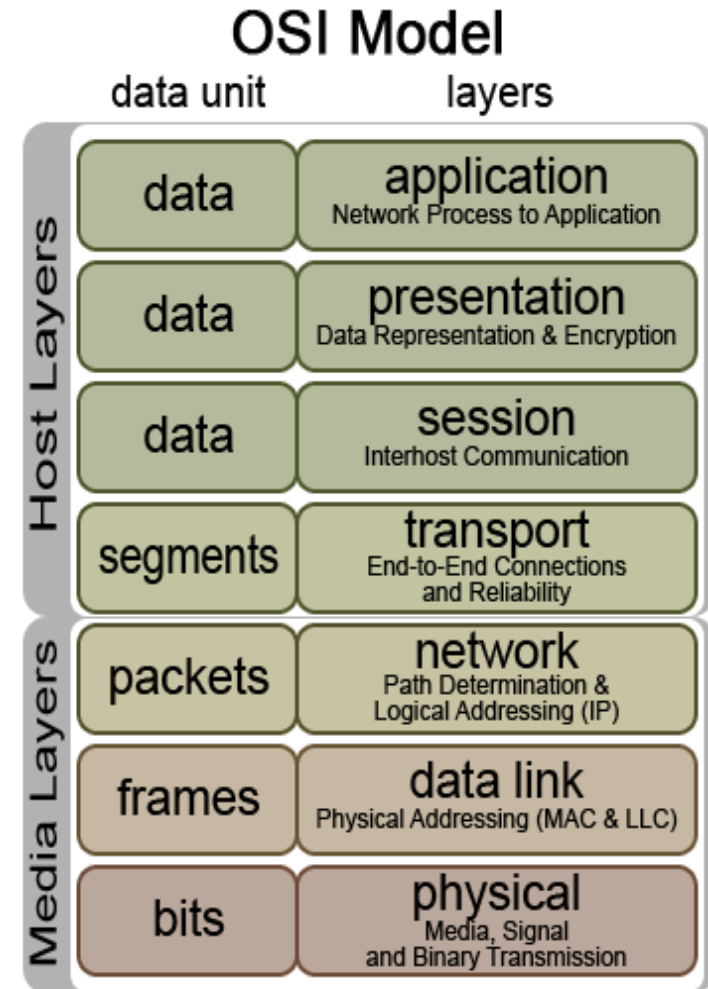 OSI Model
data unit layers
Host Layers
data
application
Network Process to Application
data
presentation
Data Representation & Encryption
data
session
Interhost Communication
segments
transport
End-to-End Connections
and Reliability
Media Layers
packets
network
Path Determination &
Logical Addressing (IP)
frames
data link
Physical Addressing (MAC & LLC)
bits
physical
Media, Signal
and Binary Transmission